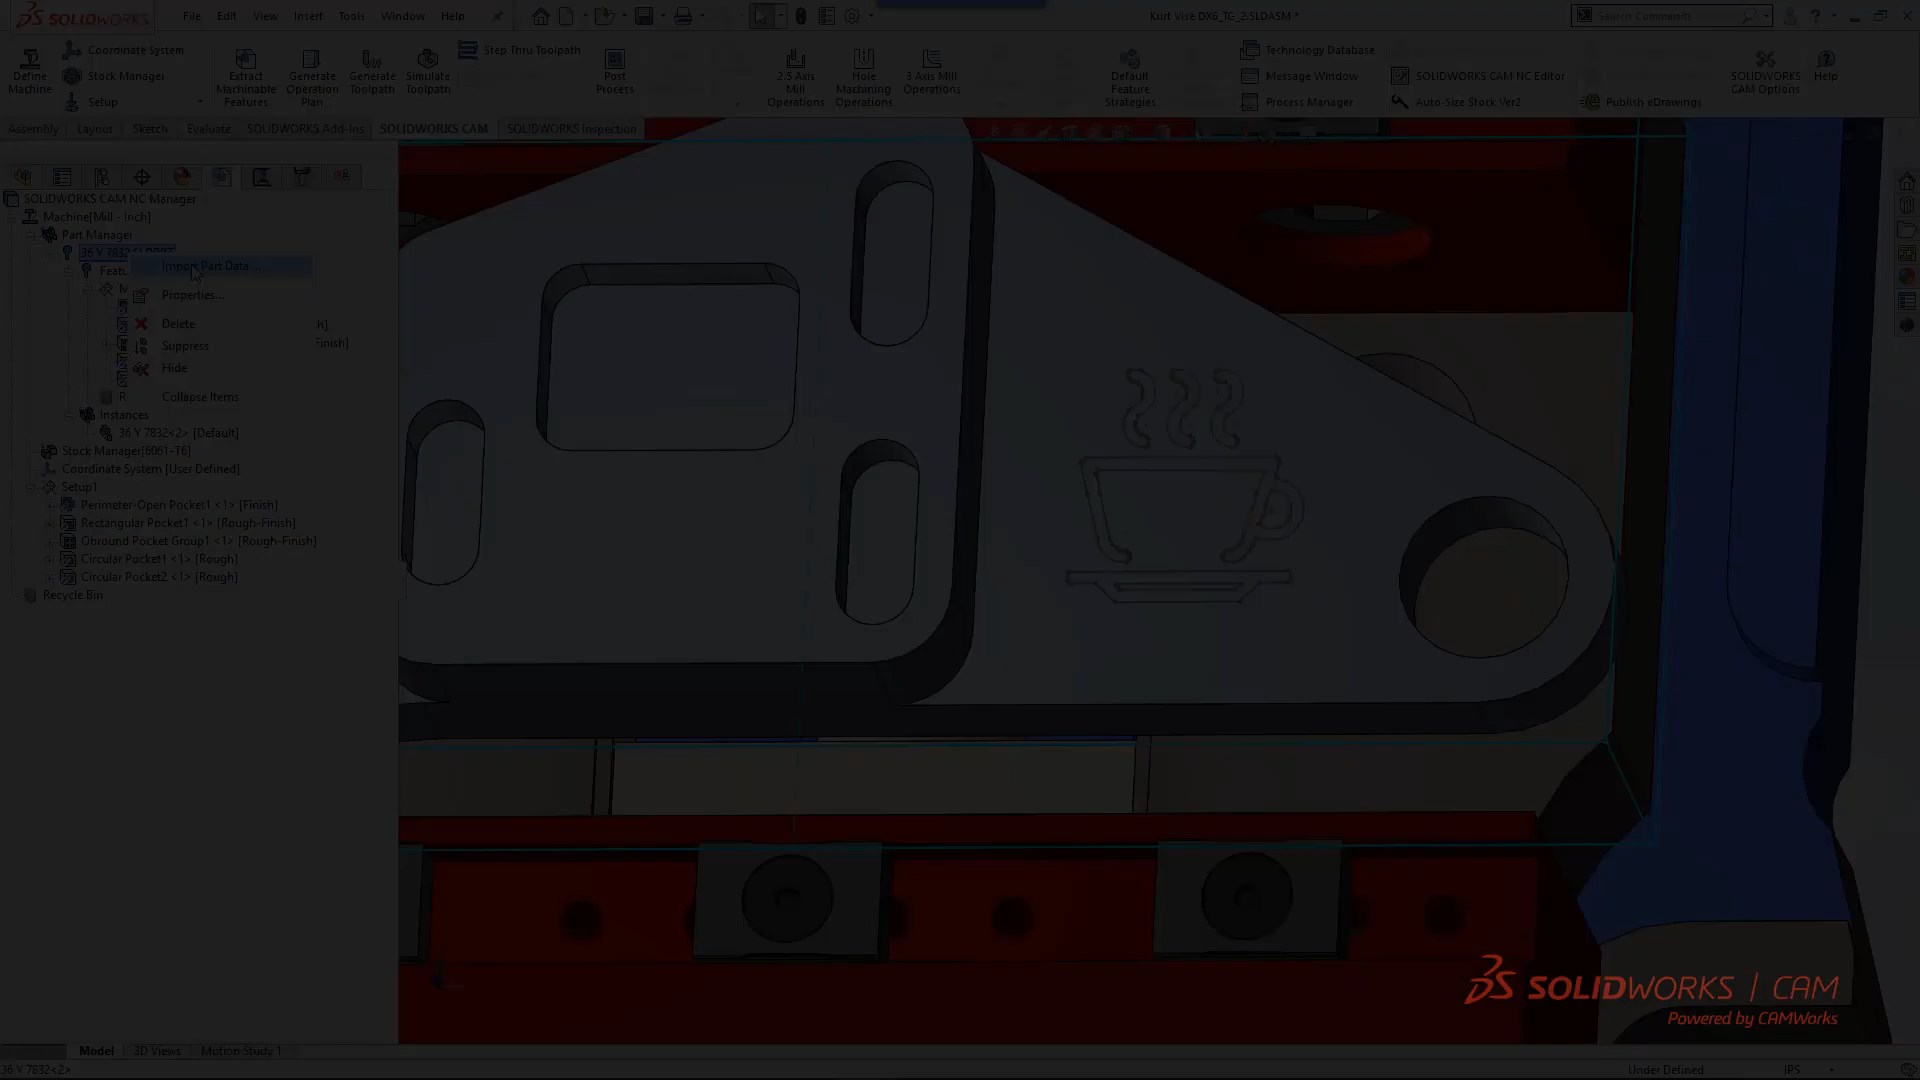 SOLIDWORKS
File Edit View Insert Tools Window Help
Kurt Vise DX6_TG_2.SLDASM *
Search Commands
Define Machine
Coordinate System
Stock Manager
Setup
Extract Machinable Features
Generate Operation Plan
Generate Toolpath
Simulate Toolpath
Step Thru Toolpath
Post Process
2.5 Axis Mill Operations
Hole Machining Operations
3 Axis Mill Operations
Default Feature Strategies
Technology Database
Message Window
Process Manager
SOLIDWORKS CAM NC Editor
Auto-Size Stock Ver2
Publish eDrawings
SOLIDWORKS CAM Options
Help
Assembly Layout Sketch Evaluate SOLIDWORKS Add-Ins SOLIDWORKS CAM SOLIDWORKS Inspection
SOLIDWORKS CAM NC Manager
Machine[Mill - Inch]
Part Manager
36 Y 7832.SLDPRT
Featu
Import Part Data ...
M
Properties...
Delete
h]
Suppress
Finish]
Hide
R
Collapse Items
Instances
36 Y 7832<2> [Default]
Stock Manager[6061-T6]
Coordinate System [User Defined]
Setup1
Perimeter-Open Pocket1 <1> [Finish]
Rectangular Pocket1 <1> [Rough-Finish]
Obround Pocket Group1 <1> [Rough-Finish]
Circular Pocket1 <1> [Rough]
Circular Pocket2 <1> [Rough]
Recycle Bin
SOLIDWORKS | CAM
Powered by CAMWorks
Model 3D Views Motion Study 1
36 Y 7832<2>
Under Defined
IPS